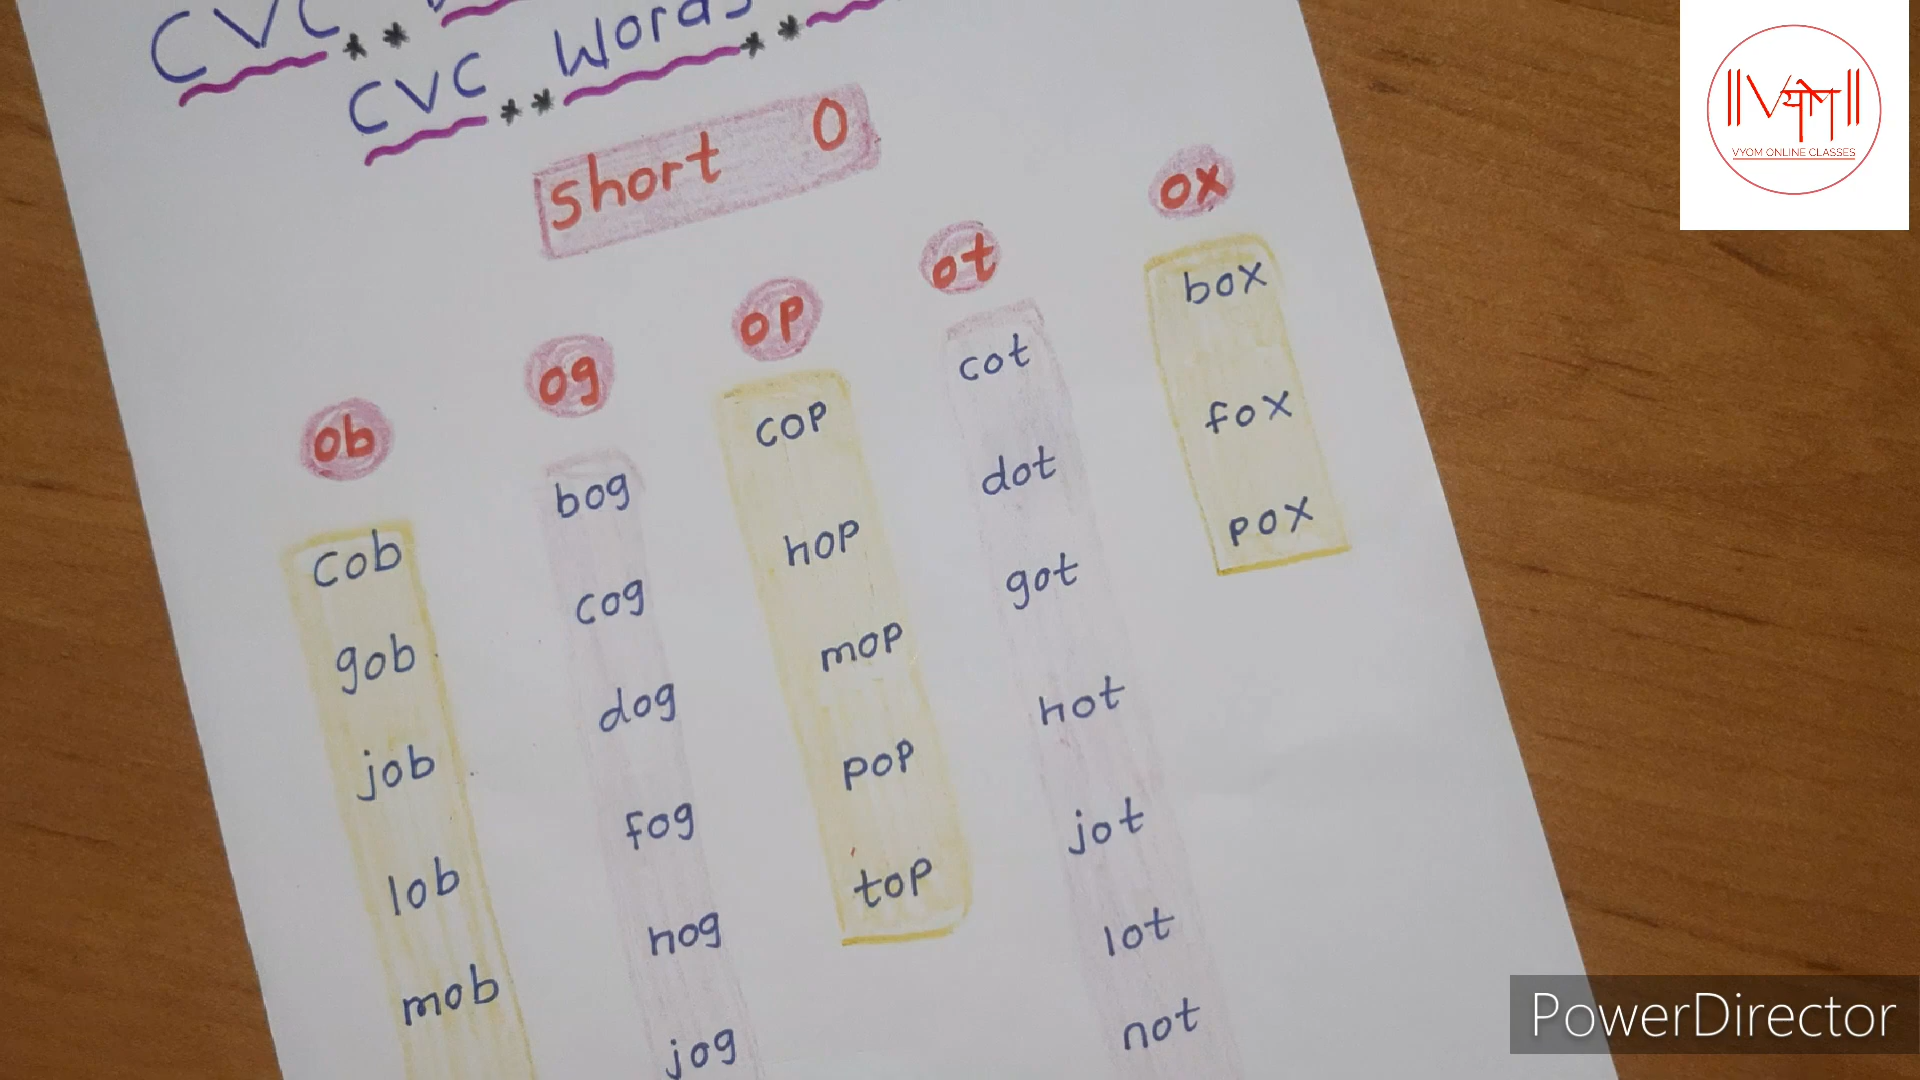 CVC
CVC ** Words **
short O
ob
cob
gob
job
lob
mob
og
bog
cog
dog
fog
hog
jog
op
cop
hop
mop
pop
top
ot
cot
dot
got
hot
jot
lot
not
ox
box
fox
pox
||Vयोम||
VYOM ONLINE CLASSES
PowerDirector